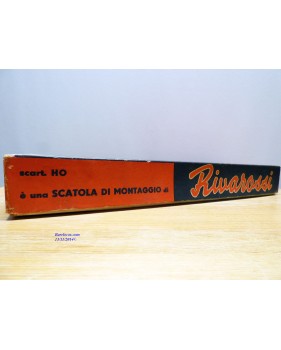 scart. HO
è una SCATOLA DI MONTAGGIO di
Rivarossi